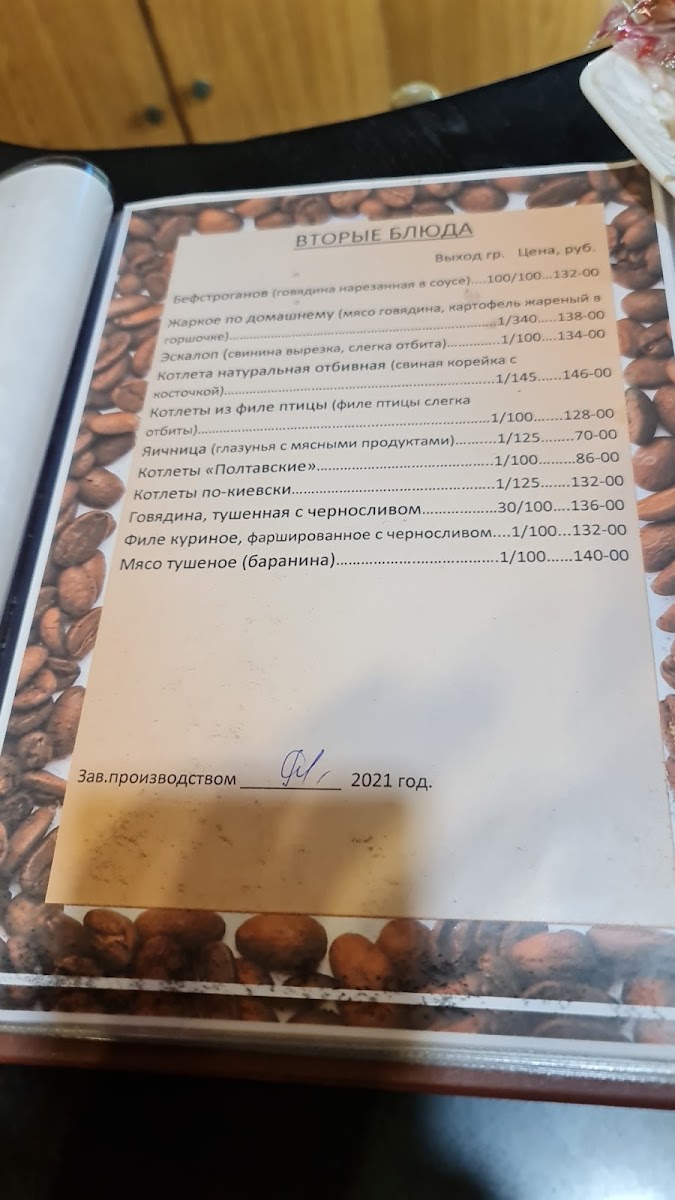 ВТОРЫЕ БЛЮДА
Выход гр. Цена, руб.
Бефстроганов (говядина нарезанная в соусе)....100/100...132-00
Жаркое по домашнему (мясо говядина, картофель жареный в
горшочке)......................................................1/340.....138-00
Эскалоп (свинина вырезка, слегка отбита)............1/100....134-00
Котлета натуральная отбивная (свиная корейка с
косточкой)......................................................1/145......146-00
Котлеты из филе птицы (филе птицы слегка
отбиты)..........................................................1/100.......128-00
Яичница (глазунья с мясными продуктами).........1/125........70-00
Котлеты «Полтавские»....................................1/100.........86-00
Котлеты по-киевски.........................................1/125.......132-00
Говядина, тушенная с черносливом.................30/100....136-00
Филе куриное, фаршированное с черносливом....1/100...132-00
Мясо тушеное (баранина)....................................1/100......140-00
Зав.производством ___________ 2021 год.